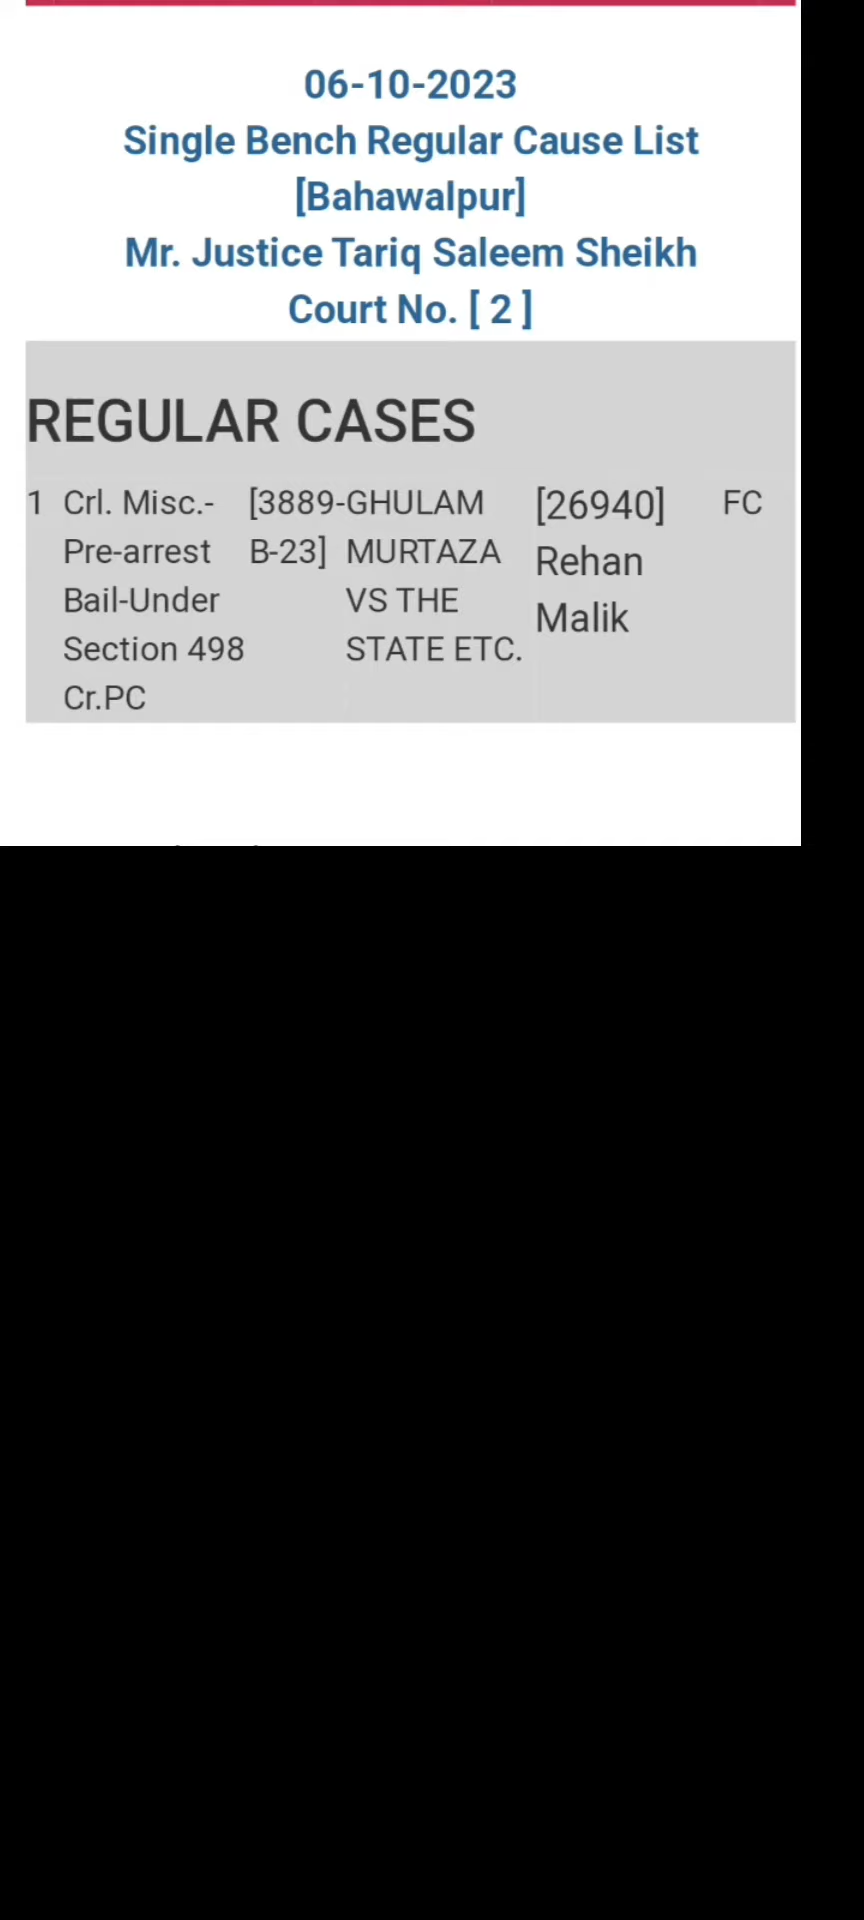 06-10-2023
Single Bench Regular Cause List
[Bahawalpur]
Mr. Justice Tariq Saleem Sheikh
Court No. [ 2 ]
REGULAR CASES
1 Crl. Misc.- [3889- GHULAM [26940] FC
Pre-arrest B-23] MURTAZA Rehan
Bail-Under VS THE Malik
Section 498 STATE ETC.
Cr.PC